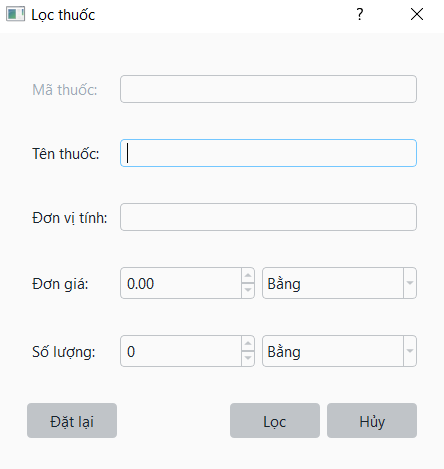 Lọc thuốc ?
Mã thuốc:
Tên thuốc:
Đơn vị tính:
Đơn giá: 0.00 Bằng
Số lượng: 0 Bằng
Đặt lại Lọc Hủy